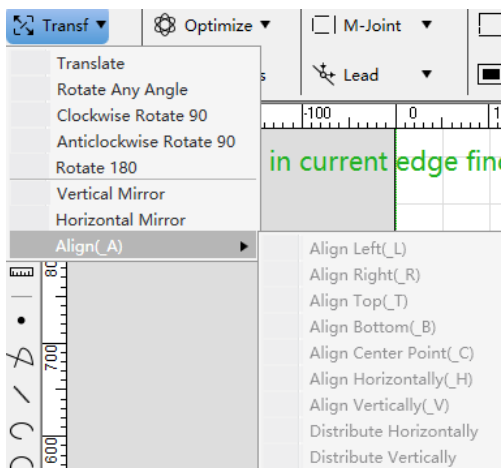 Transf Optimize M-Joint
Lead
Translate
Rotate Any Angle
Clockwise Rotate 90
Anticlockwise Rotate 90
Rotate 180
Vertical Mirror
Horizontal Mirror
Align(_A)
-100 0 1
in current edge fin
Align Left(_L)
Align Right(_R)
Align Top(_T)
Align Bottom(_B)
Align Center Point(_C)
Align Horizontally(_H)
Align Vertically(_V)
Distribute Horizontally
Distribute Vertically
700
600